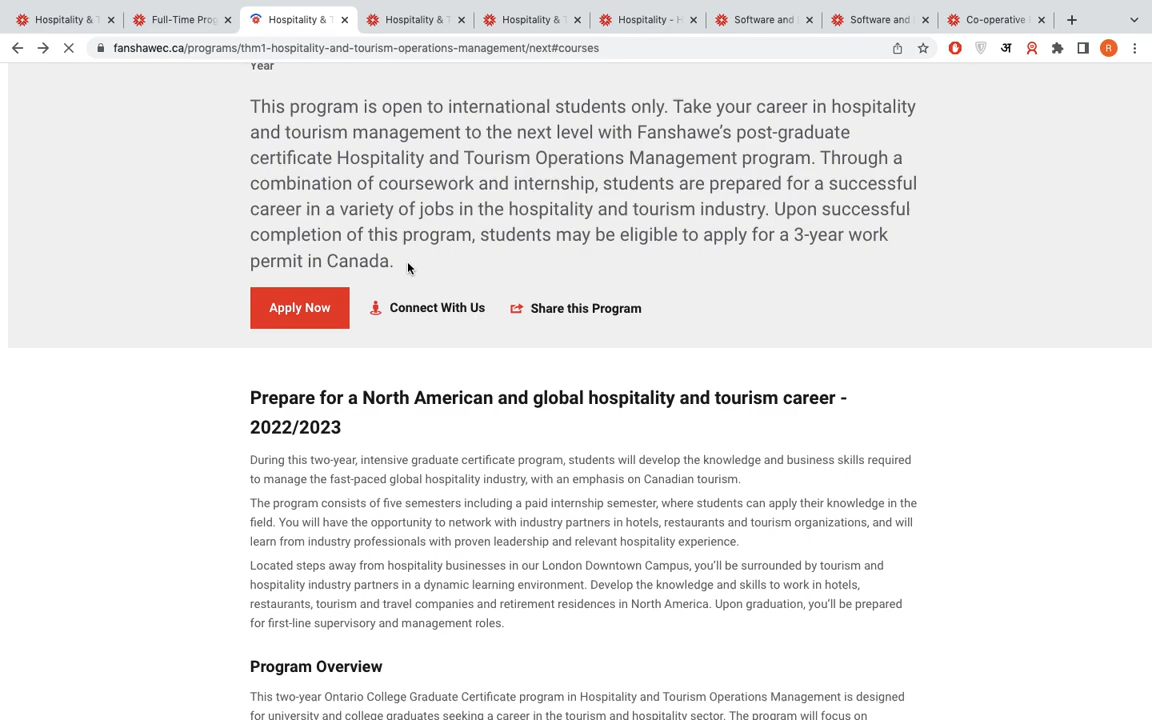 Hospitality & T
Full-Time Prog
Hospitality & T
Hospitality & T
Hospitality & T
Hospitality - H
Software and
Software and
Co-operative
fanshawec.ca/programs/thm1-hospitality-and-tourism-operations-management/next#courses
अ
R
Year
This program is open to international students only. Take your career in hospitality
and tourism management to the next level with Fanshawe's post-graduate
certificate Hospitality and Tourism Operations Management program. Through a
combination of coursework and internship, students are prepared for a successful
career in a variety of jobs in the hospitality and tourism industry. Upon successful
completion of this program, students may be eligible to apply for a 3-year work
permit in Canada.
Apply Now
Connect With Us
Share this Program
Prepare for a North American and global hospitality and tourism career -
2022/2023
During this two-year, intensive graduate certificate program, students will develop the knowledge and business skills required
to manage the fast-paced global hospitality industry, with an emphasis on Canadian tourism.
The program consists of five semesters including a paid internship semester, where students can apply their knowledge in the
field. You will have the opportunity to network with industry partners in hotels, restaurants and tourism organizations, and will
learn from industry professionals with proven leadership and relevant hospitality experience.
Located steps away from hospitality businesses in our London Downtown Campus, you'll be surrounded by tourism and
hospitality industry partners in a dynamic learning environment. Develop the knowledge and skills to work in hotels,
restaurants, tourism and travel companies and retirement residences in North America. Upon graduation, you'll be prepared
for first-line supervisory and management roles.
Program Overview
This two-year Ontario College Graduate Certificate program in Hospitality and Tourism Operations Management is designed
for university and college graduates seeking a career in the tourism and hospitality sector. The program will focus on